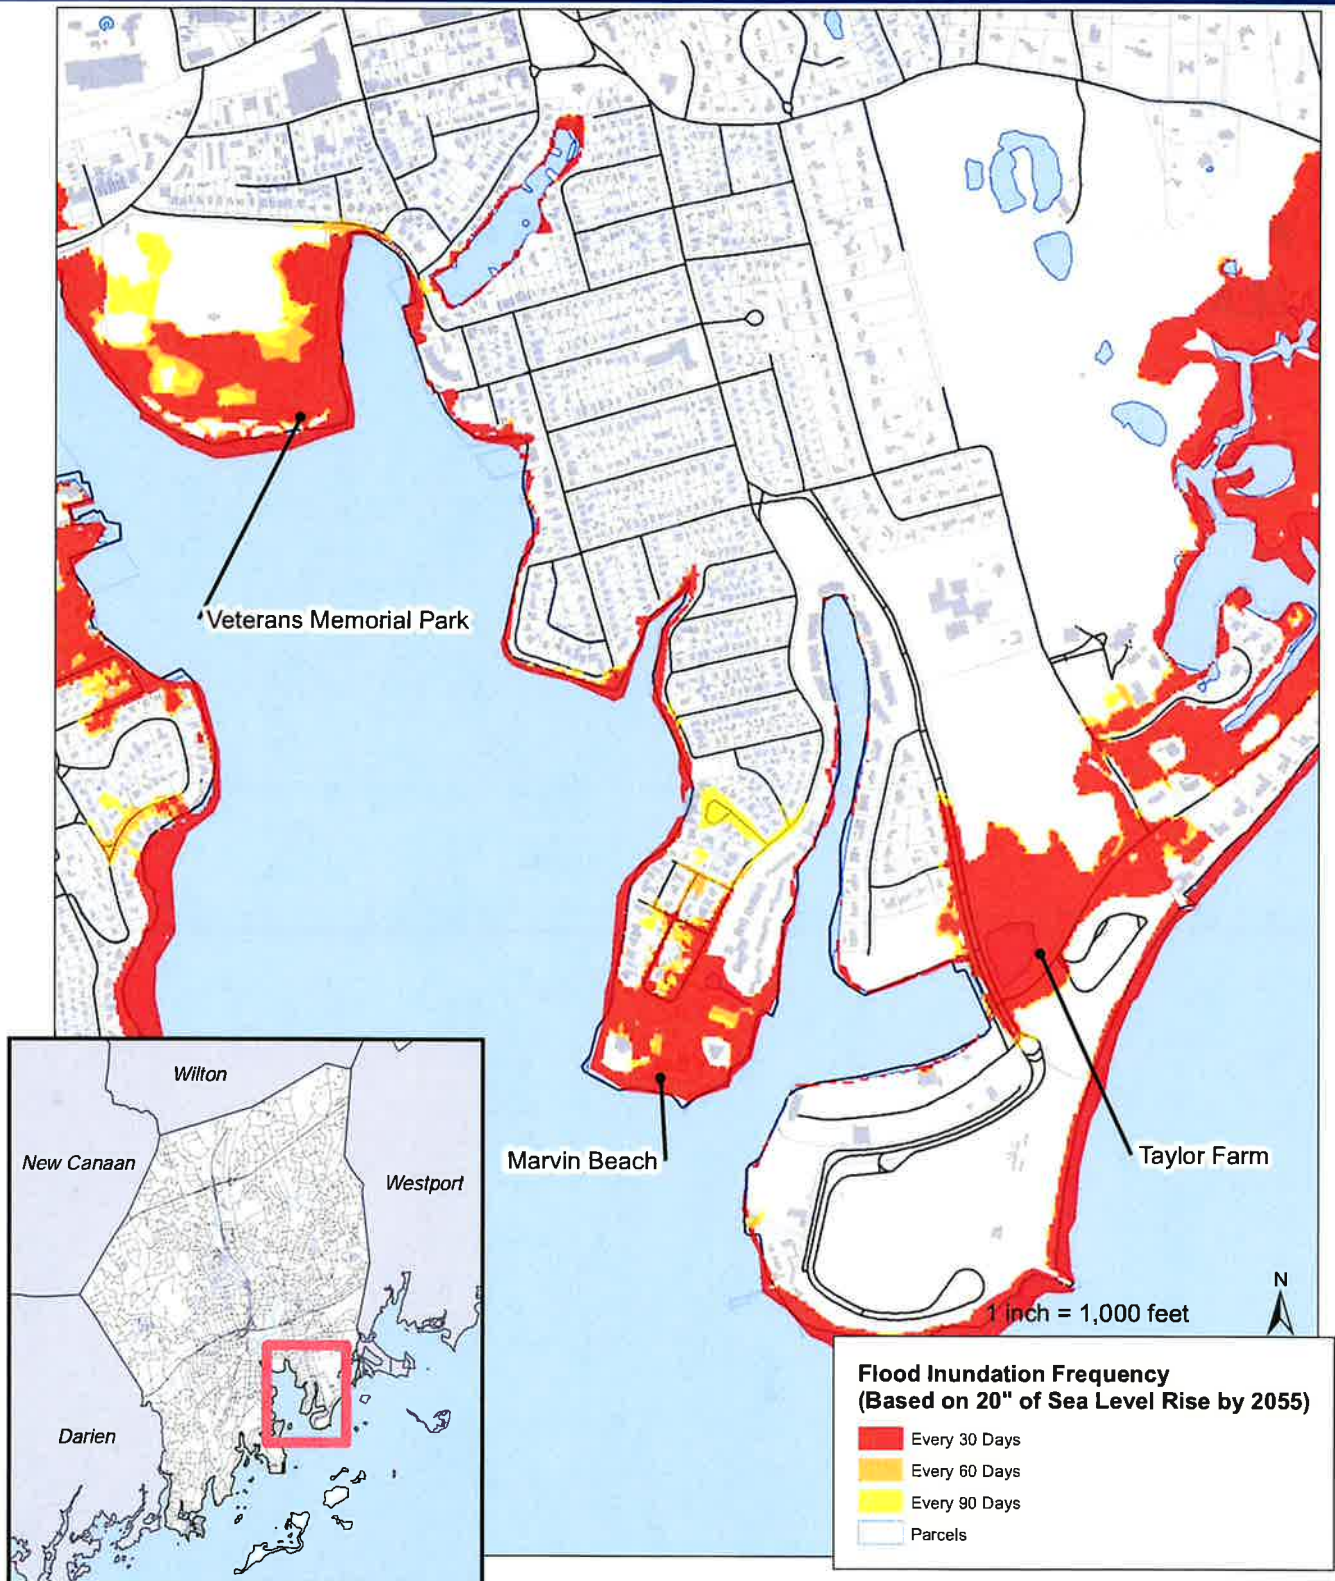 Veterans Memorial Park
Marvin Beach
Taylor Farm
Wilton
New Canaan
Westport
Darien
N
1 inch = 1,000 feet
Flood Inundation Frequency
(Based on 20" of Sea Level Rise by 2055)
Every 30 Days
Every 60 Days
Every 90 Days
Parcels